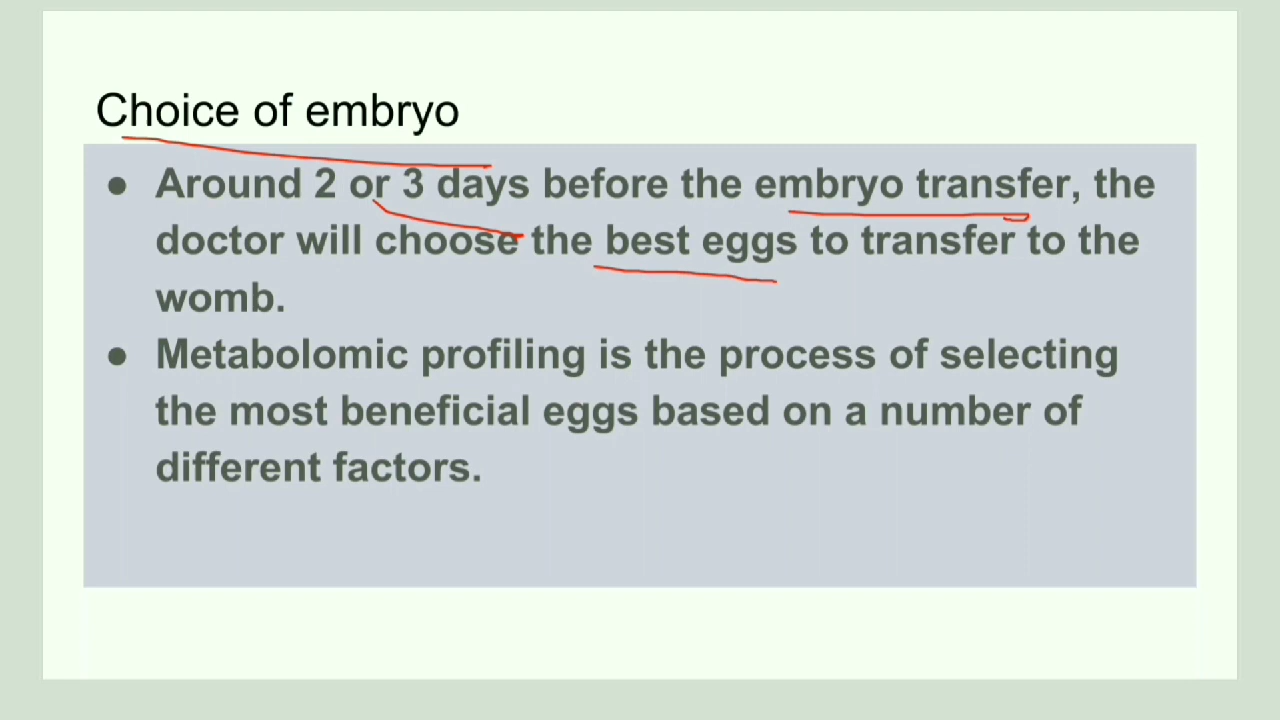 Choice of embryo
● Around 2 or 3 days before the embryo transfer, the
doctor will choose the best eggs to transfer to the
womb.
● Metabolomic profiling is the process of selecting
the most beneficial eggs based on a number of
different factors.